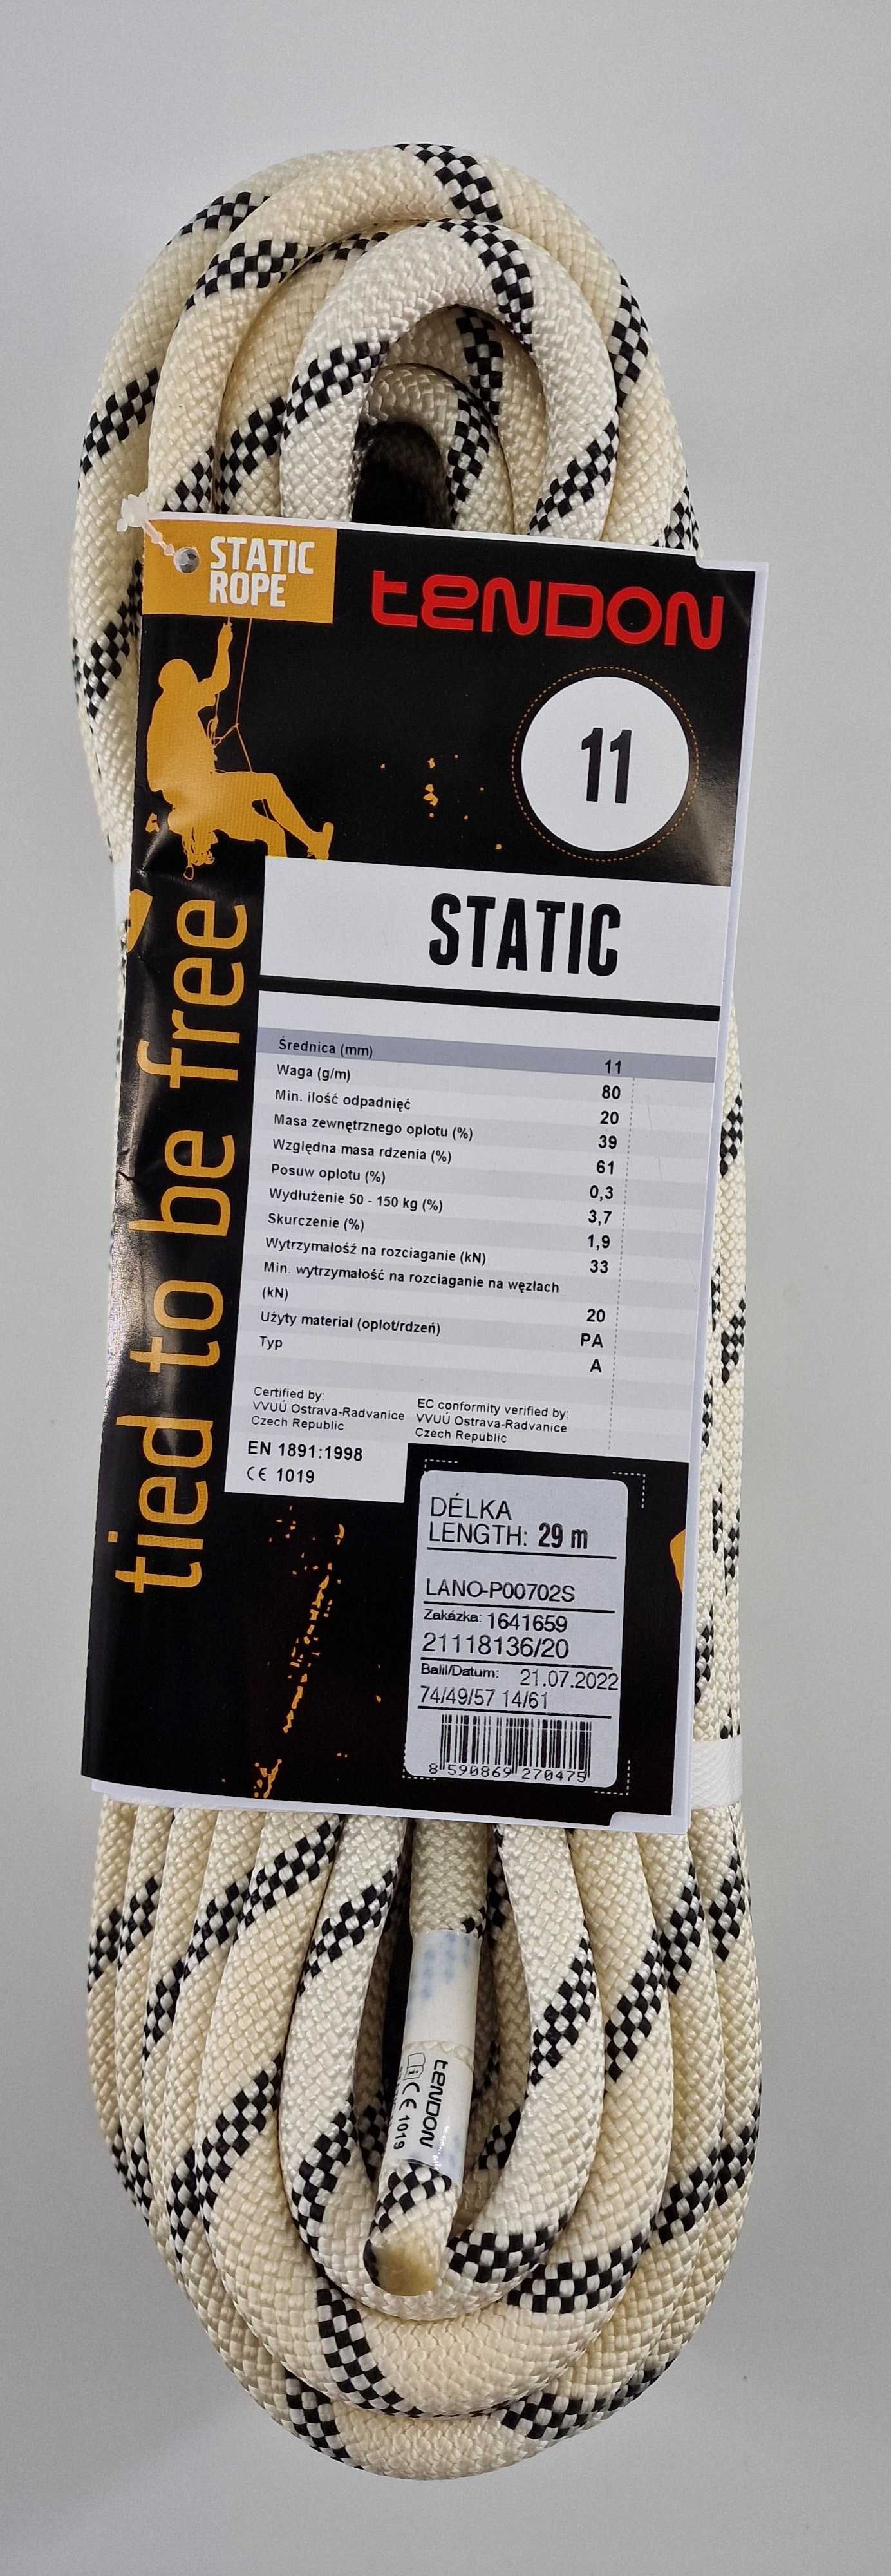 STATIC
ROPE
TENDON
11
STATIC
tied to be free
Średnica (mm) 11
Waga (g/m) 80
Min. ilość odpadnięć 20
Masa zewnętrznego oplotu (%) 39
Względna masa rdzenia (%) 61
Posuw oplotu (%) 0,3
Wydłużenie 50 - 150 kg (%) 3,7
Skurczenie (%) 1,9
Wytrzymałośź na rozciaganie (kN) 33
Min. wytrzymałość na rozciaganie na węzłach
(kN) 20
Użyty materiał (oplot/rdzeń) PA
Typ A
Certified by:
VVUÚ Ostrava-Radvanice
Czech Republic
EC conformity verified by:
VVUÚ Ostrava-Radvanice
Czech Republic
EN 1891:1998
CE 1019
DÉLKA
LENGTH: 29 m
LANO-P00702S
Zakázka: 1641659
21118136/20
Balil/Datum: 21.07.2022
74/49/57 14/61
8 590869 270475
TENDON
CE 1019